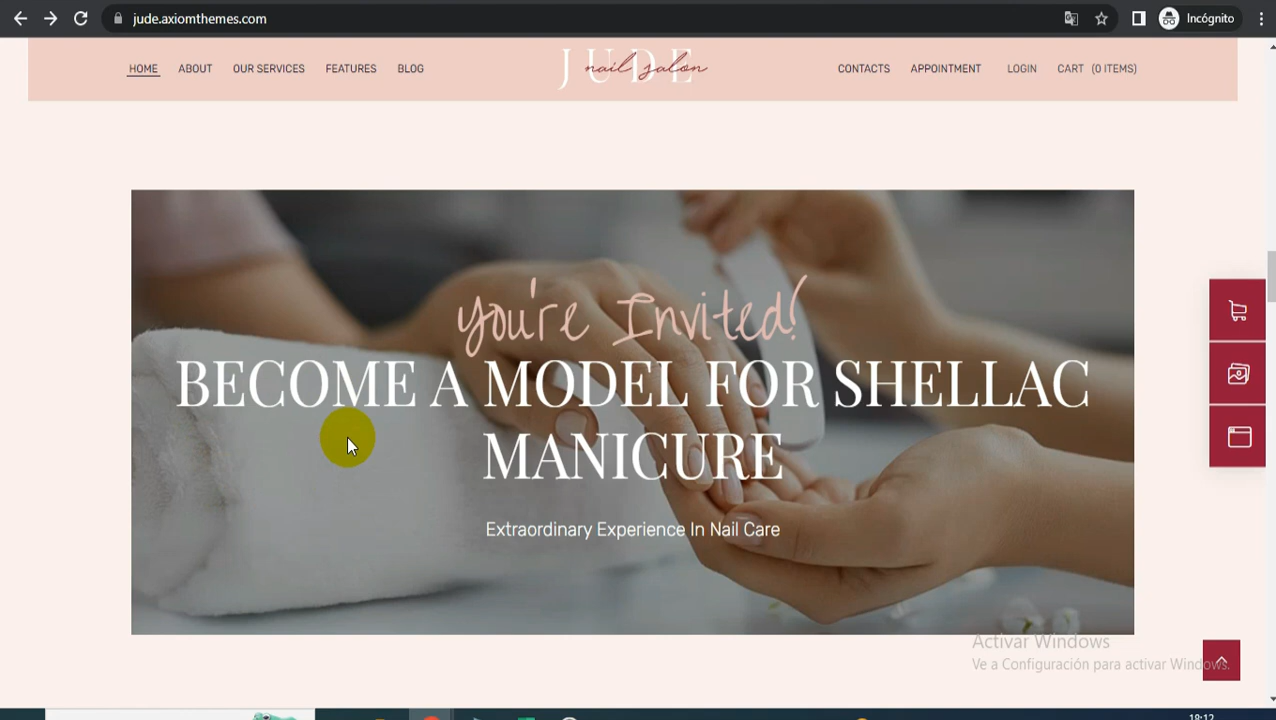 jude.axiomthemes.com
Incógnito
HOME ABOUT OUR SERVICES FEATURES BLOG
JUDE
nail salon
CONTACTS APPOINTMENT LOGIN CART (0 ITEMS)
you're Invited!
BECOME A MODEL FOR SHELLAC
MANICURE
Extraordinary Experience In Nail Care
Activar Windows
Ve a Configuración para activar Windows.
18:12